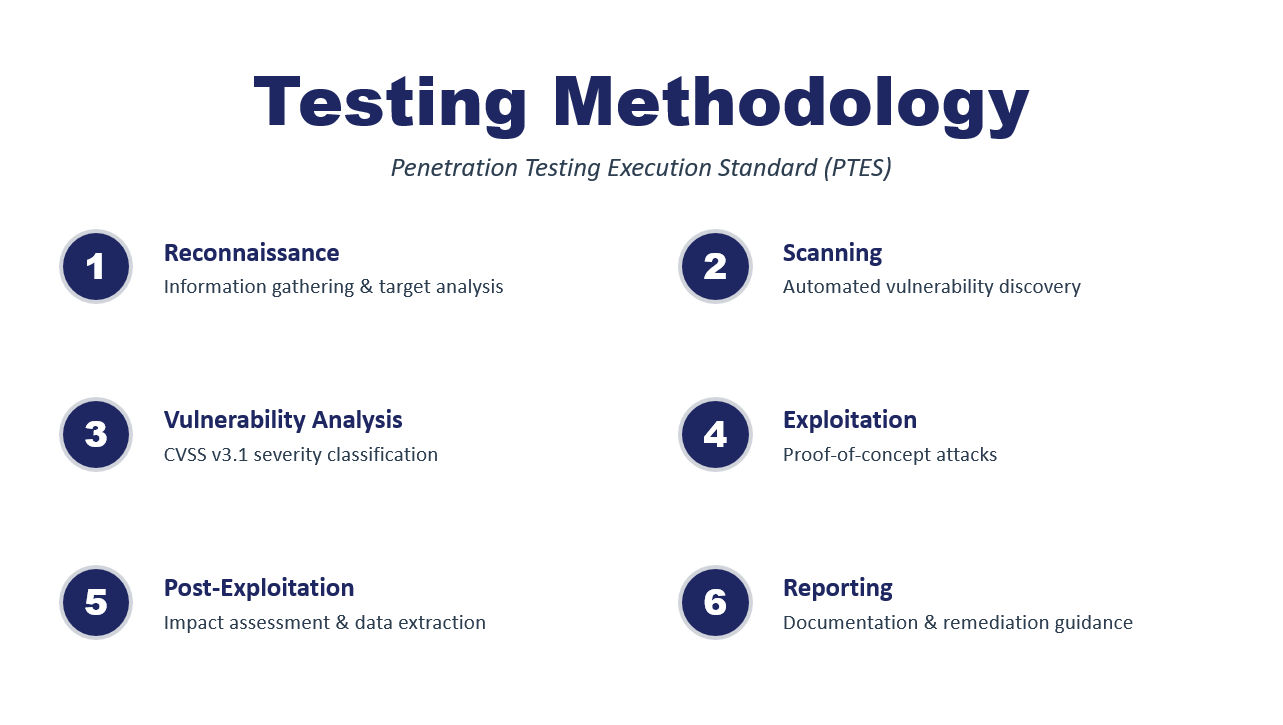 Testing Methodology
Penetration Testing Execution Standard (PTES)
1
Reconnaissance
Information gathering & target analysis
2
Scanning
Automated vulnerability discovery
3
Vulnerability Analysis
CVSS v3.1 severity classification
4
Exploitation
Proof-of-concept attacks
5
Post-Exploitation
Impact assessment & data extraction
6
Reporting
Documentation & remediation guidance